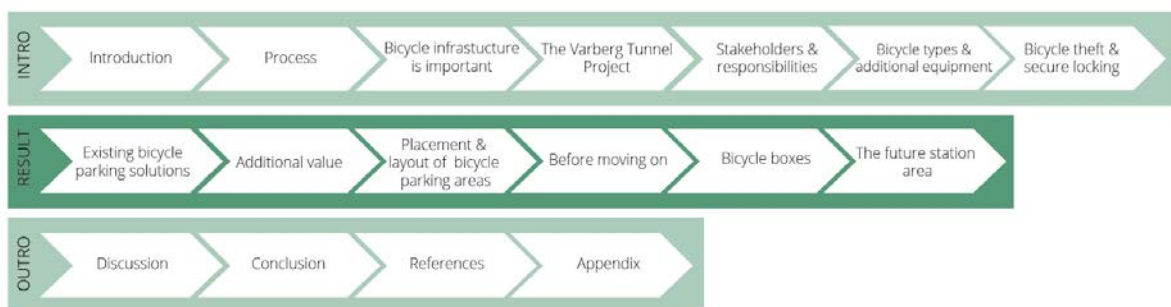 INTRO
Introduction
Process
Bicycle infrastucture
is important
The Varberg Tunnel
Project
Stakeholders &
responsibilities
Bicycle types &
additional equipment
Bicycle theft &
secure locking
RESULT
Existing bicycle
parking solutions
Additional value
Placement &
layout of bicycle
parking areas
Before moving on
Bicycle boxes
The future station
area
OUTRO
Discussion
Conclusion
References
Appendix